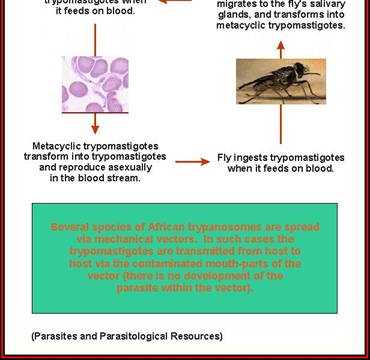 trypomastigotes when
it feeds on blood.
migrates to the fly's salivary
glands, and transforms into
metacyclic trypomastigotes.
Metacyclic trypomastigotes
transform into trypomastigotes
and reproduce asexually
in the blood stream.
Fly ingests trypomastigotes
when it feeds on blood.
Several species of African trypanosomes are spread
via mechanical vectors. In such cases the
trypomastigotes are transmitted from host to
host via the contaminated mouth-parts of the
vector (there is no development of the
parasite within the vector).
(Parasites and Parasitological Resources)